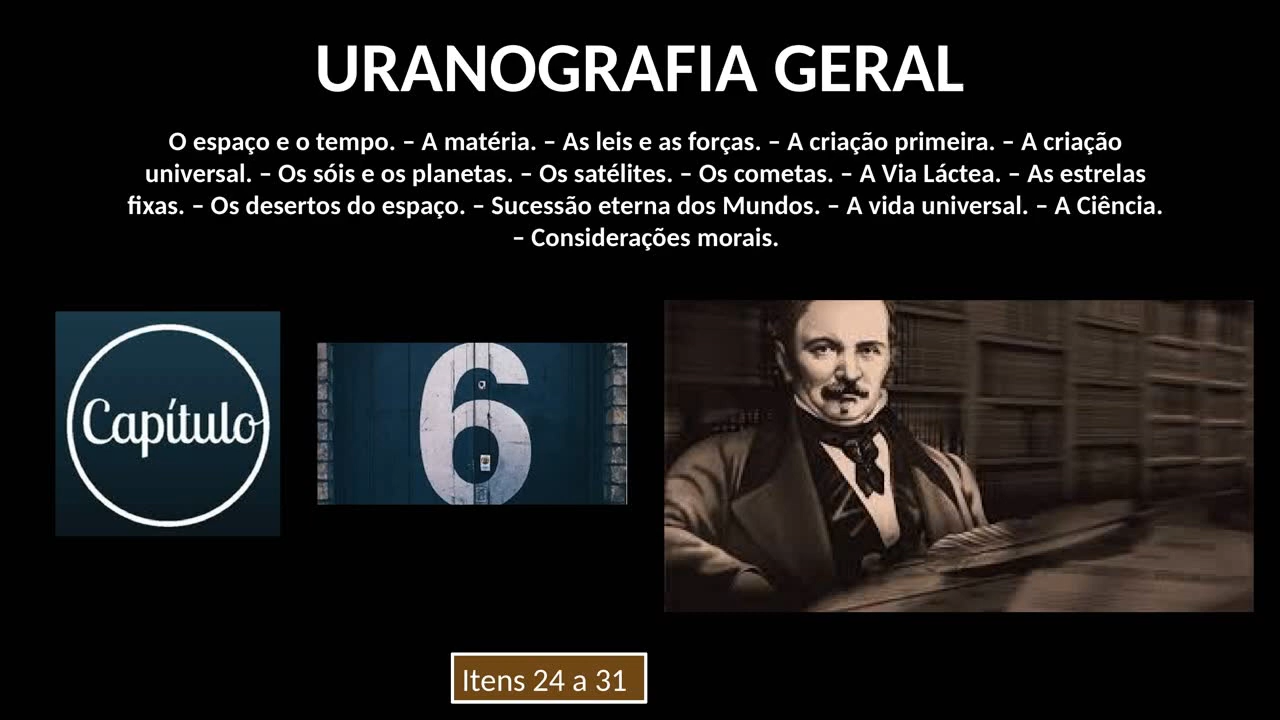 URANOGRAFIA GERAL
O espaço e o tempo. – A matéria. – As leis e as forças. – A criação primeira. – A criação
universal. – Os sóis e os planetas. – Os satélites. – Os cometas. – A Via Láctea. – As estrelas
fixas. – Os desertos do espaço. – Sucessão eterna dos Mundos. – A vida universal. – A Ciência.
– Considerações morais.
Capítulo
6
Itens 24 a 31